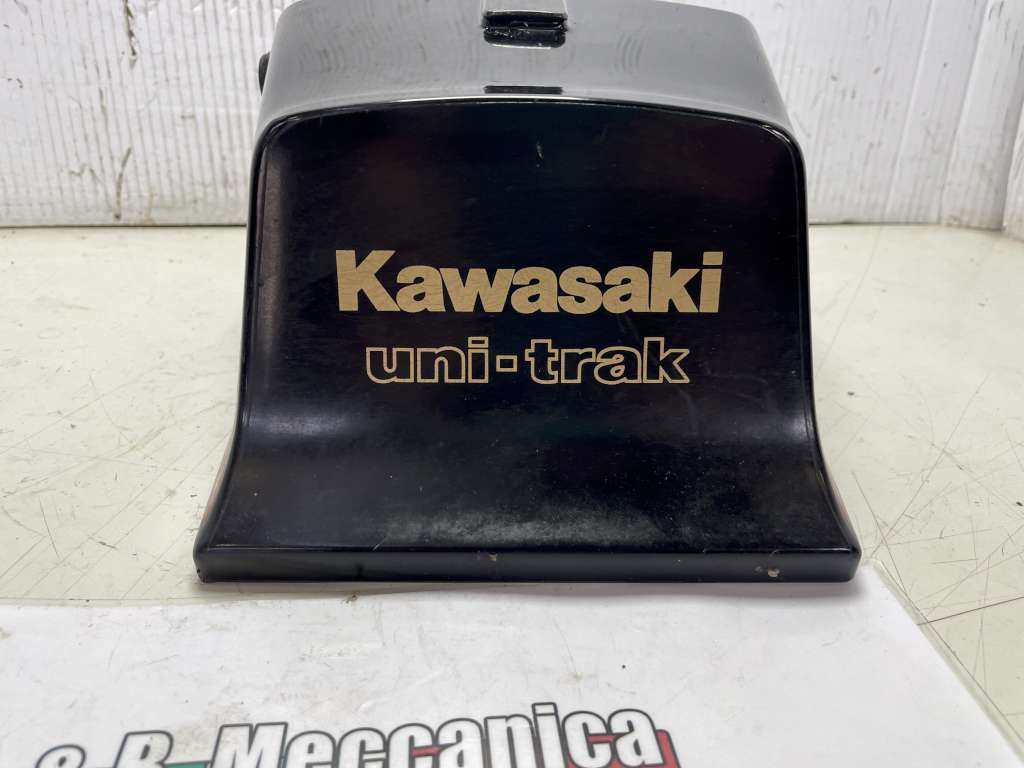 Kawasaki
uni-trak
& B Meccanica